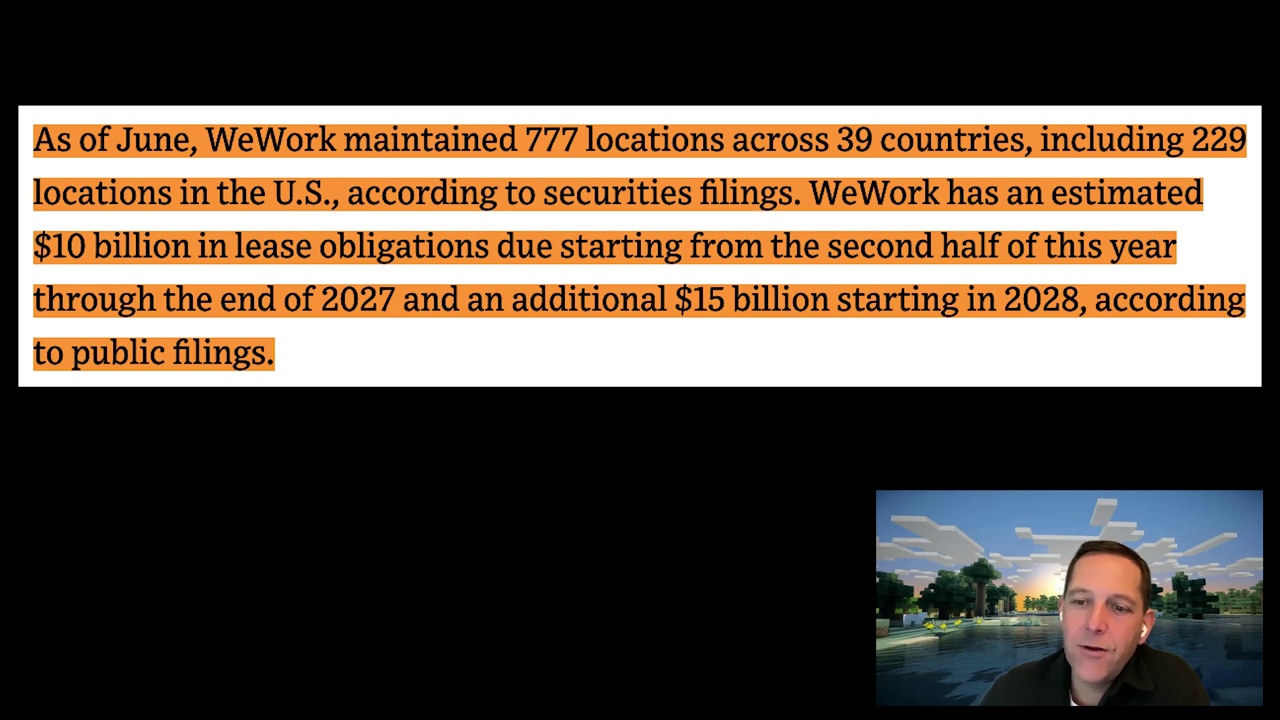 As of June, WeWork maintained 777 locations across 39 countries, including 229
locations in the U.S., according to securities filings. WeWork has an estimated
$10 billion in lease obligations due starting from the second half of this year
through the end of 2027 and an additional $15 billion starting in 2028, according
to public filings.